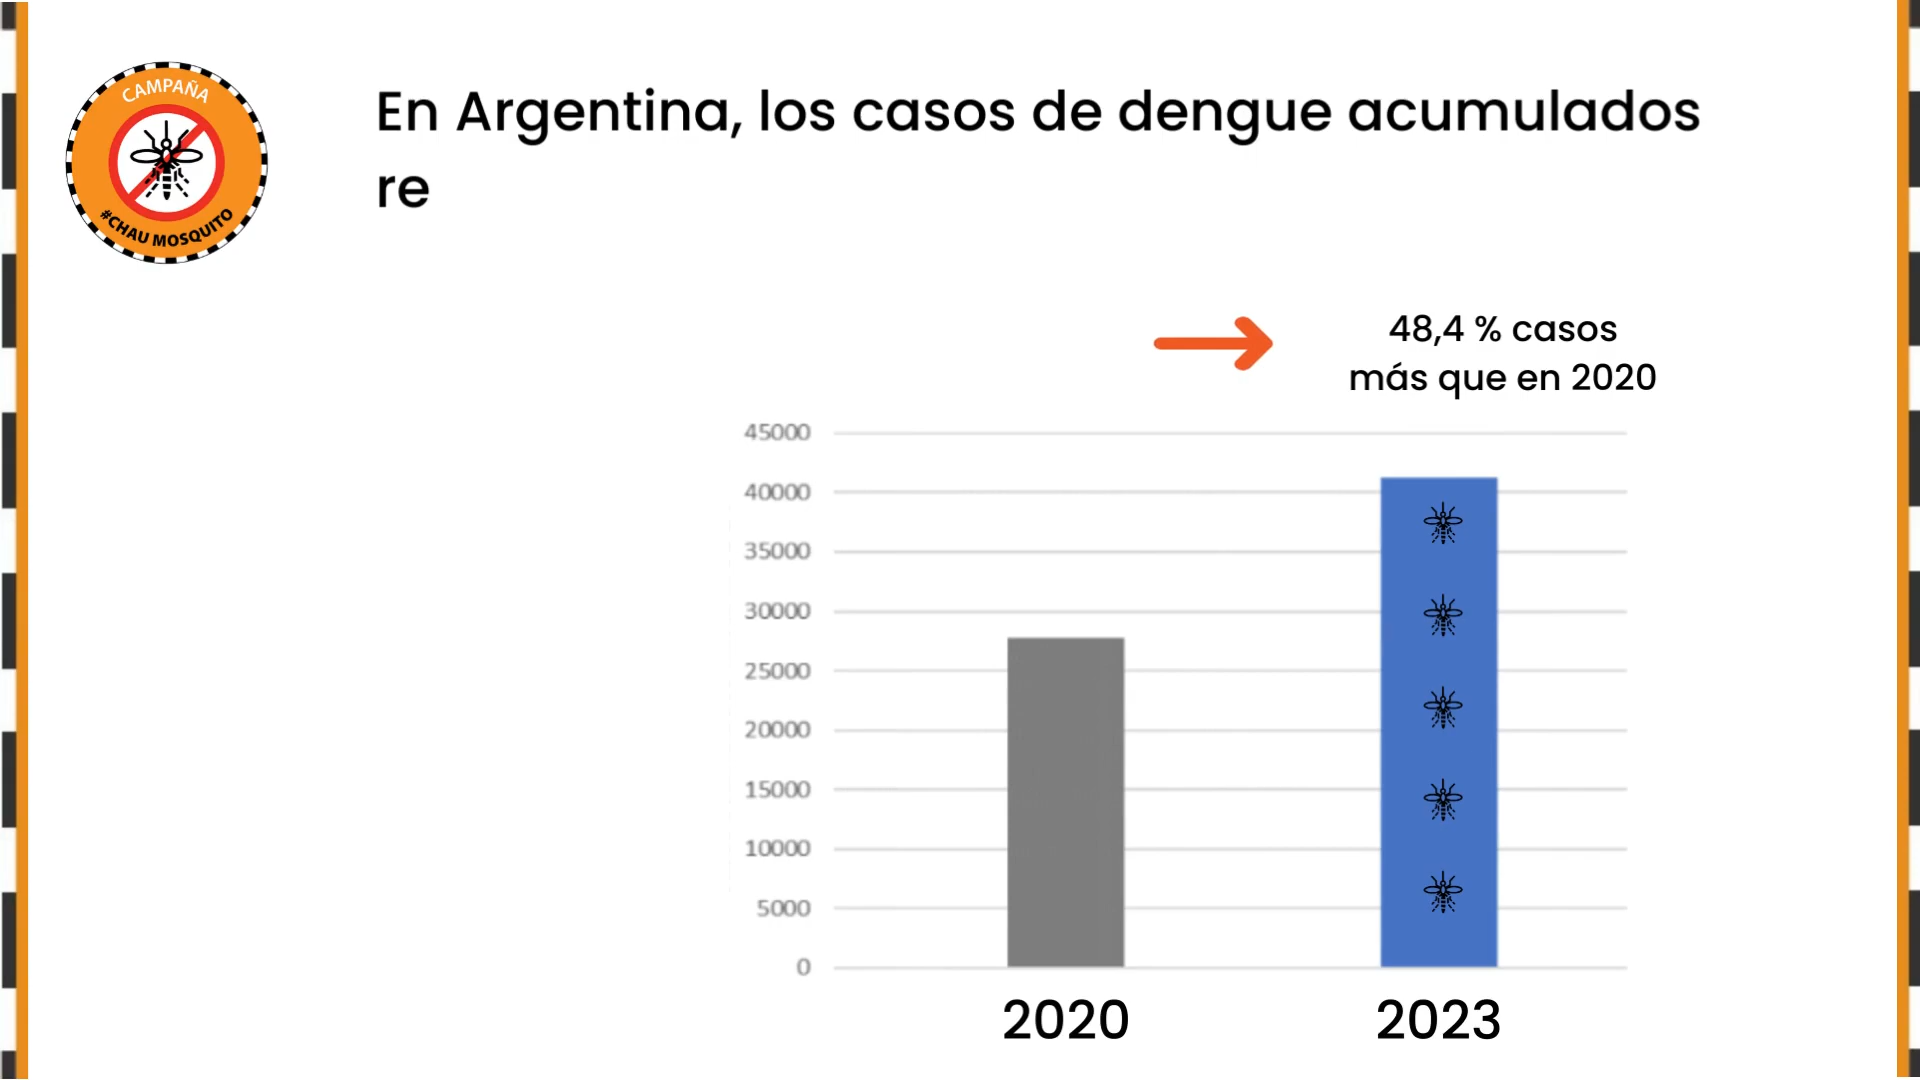 CAMPAÑA
#CHAU MOSQUITO
En Argentina, los casos de dengue acumulados
re
48,4 % casos
más que en 2020
45000
40000
35000
30000
25000
20000
15000
10000
5000
0
2020
2023